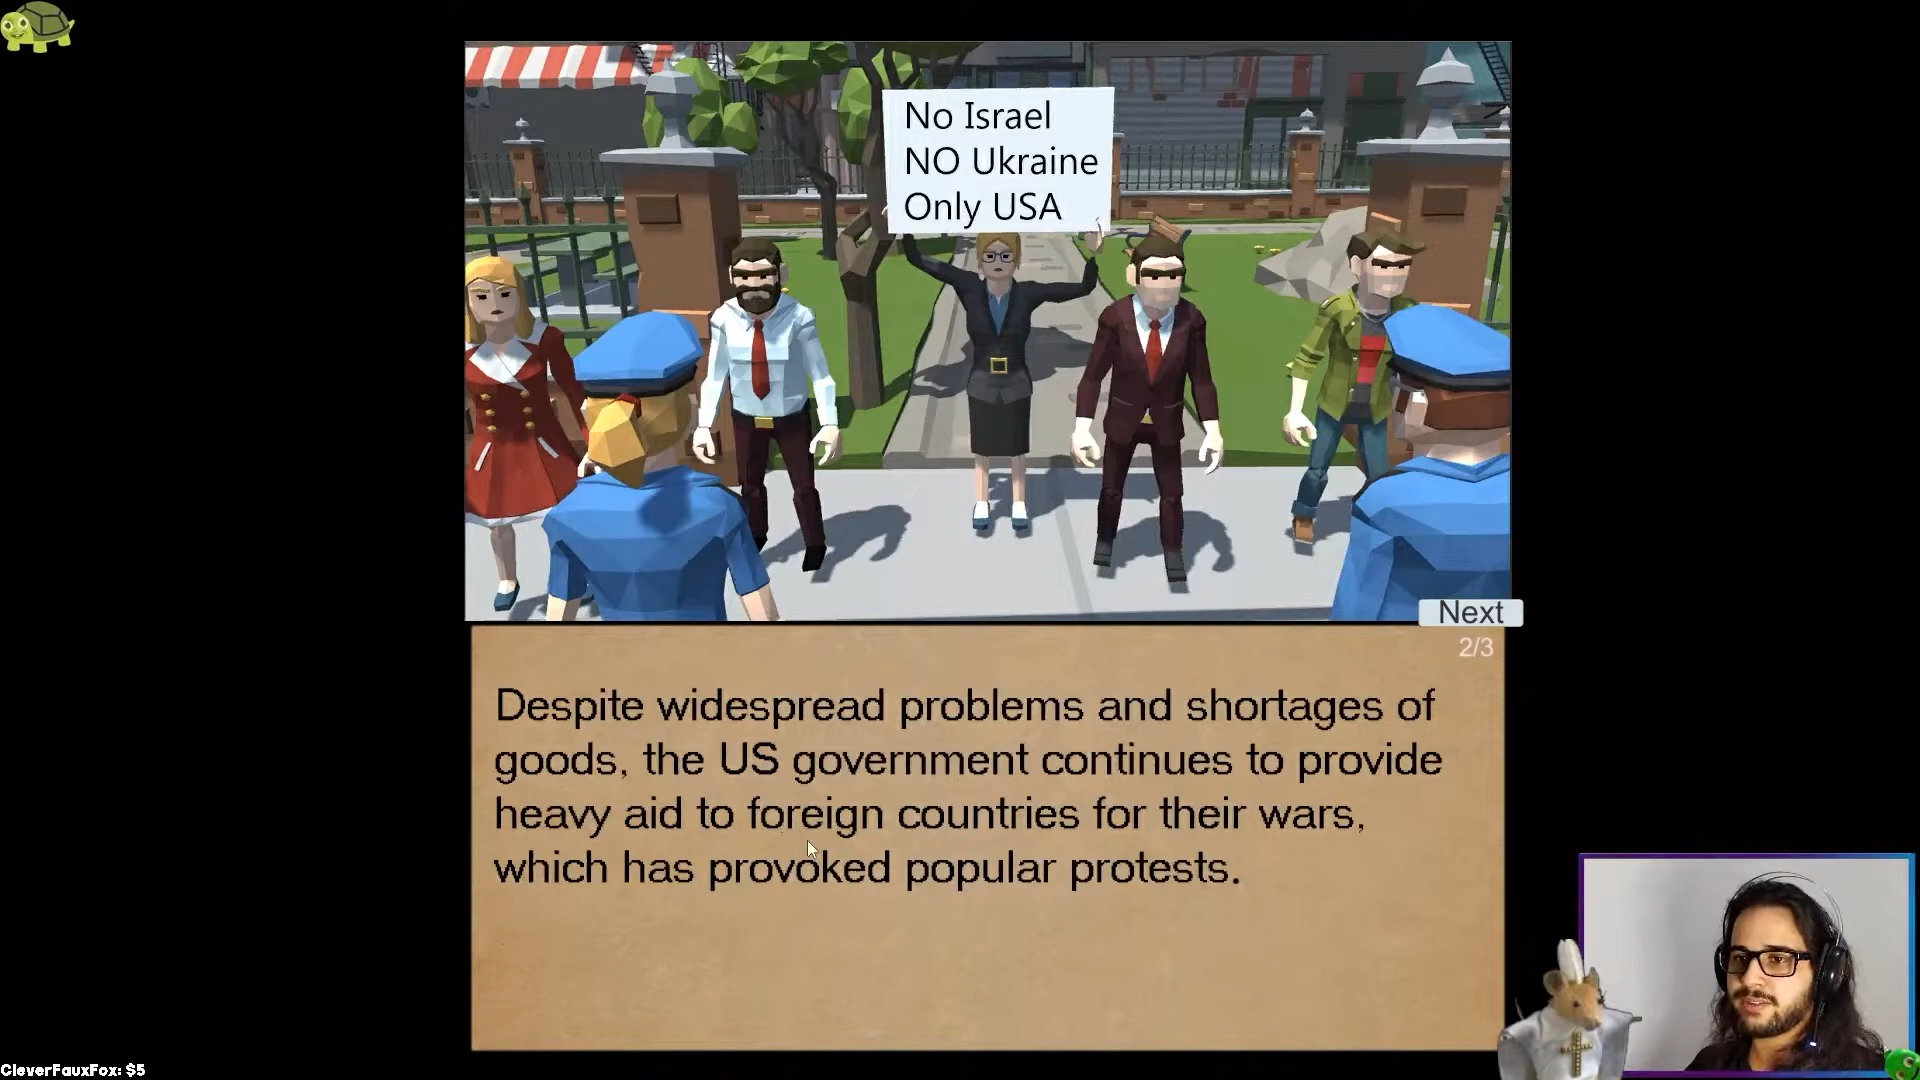 No Israel
NO Ukraine
Only USA
Next
2/3
Despite widespread problems and shortages of
goods, the US government continues to provide
heavy aid to foreign countries for their wars,
which has provoked popular protests.
CleverFauxFox: $5